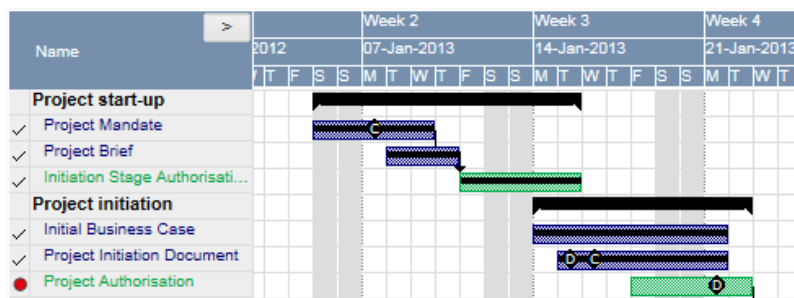 >
Week 2 Week 3 Week 4
Name 2012 07-Jan-2013 14-Jan-2013 21-Jan-2013
T F S S M T W T F S S M T W T F S S M T W T
Project start-up
Project Mandate C
Project Brief
Initiation Stage Authorisati...
Project initiation
Initial Business Case
Project Initiation Document D C
Project Authorisation D